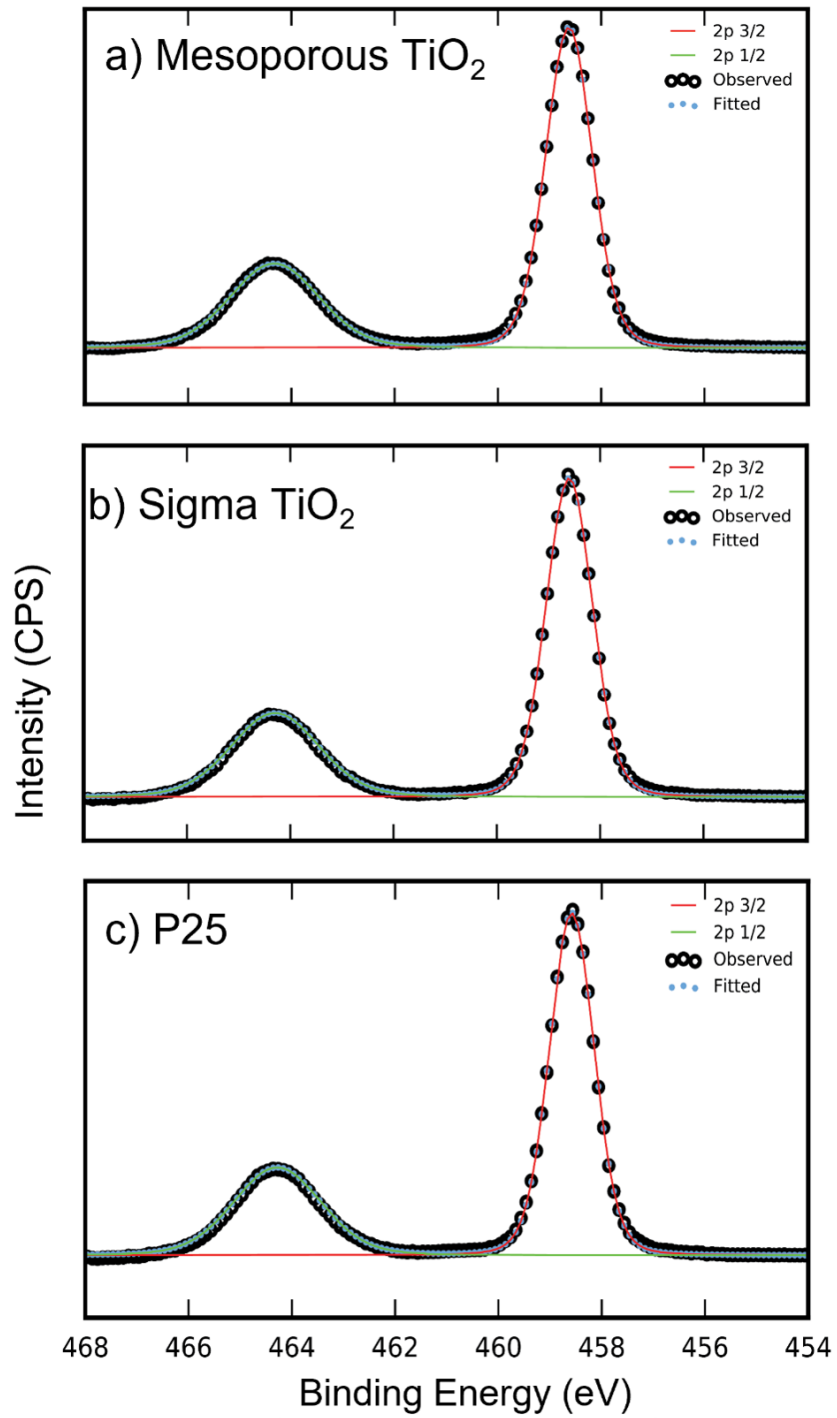 a) Mesoporous TiO₂
2p 3/2
2p 1/2
Observed
Fitted
b) Sigma TiO₂
2p 3/2
2p 1/2
Observed
Fitted
c) P25
2p 3/2
2p 1/2
Observed
Fitted
Intensity (CPS)
468 466 464 462 460 458 456 454
Binding Energy (eV)